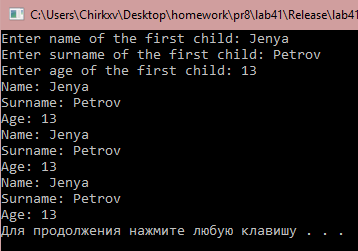 C:\Users\Chirkxv\Desktop\homework\pr8\lab41\Release\lab41
Enter name of the first child: Jenya
Enter surname of the first child: Petrov
Enter age of the first child: 13
Name: Jenya
Surname: Petrov
Age: 13
Name: Jenya
Surname: Petrov
Age: 13
Name: Jenya
Surname: Petrov
Age: 13
Для продолжения нажмите любую клавишу . . .